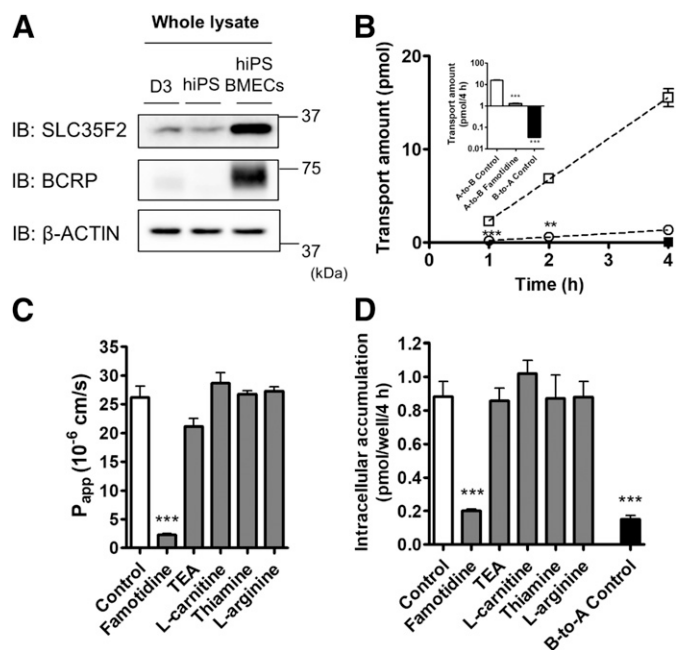 A
Whole lysate
D3
hiPS
hiPS
BMECs
IB: SLC35F2
37
IB: BCRP
75
IB: β-ACTIN
37
(kDa)
B
Transport amount (pmol)
20
15
10
5
0
0
1
2
3
4
Time (h)
***
**
Transport amount
(pmol/4 h)
100
10
1
0.1
0.01
***
***
A-to-B Control
A-to-B Famotidine
B-to-A Control
C
Papp (10-6 cm/s)
35
30
25
20
15
10
5
0
***
Control
Famotidine
TEA
L-carnitine
Thiamine
L-arginine
D
Intracellular accumulation
(pmol/well/4 h)
1.2
1.0
0.8
0.6
0.4
0.2
0.0
***
***
Control
Famotidine
TEA
L-carnitine
Thiamine
L-arginine
B-to-A Control